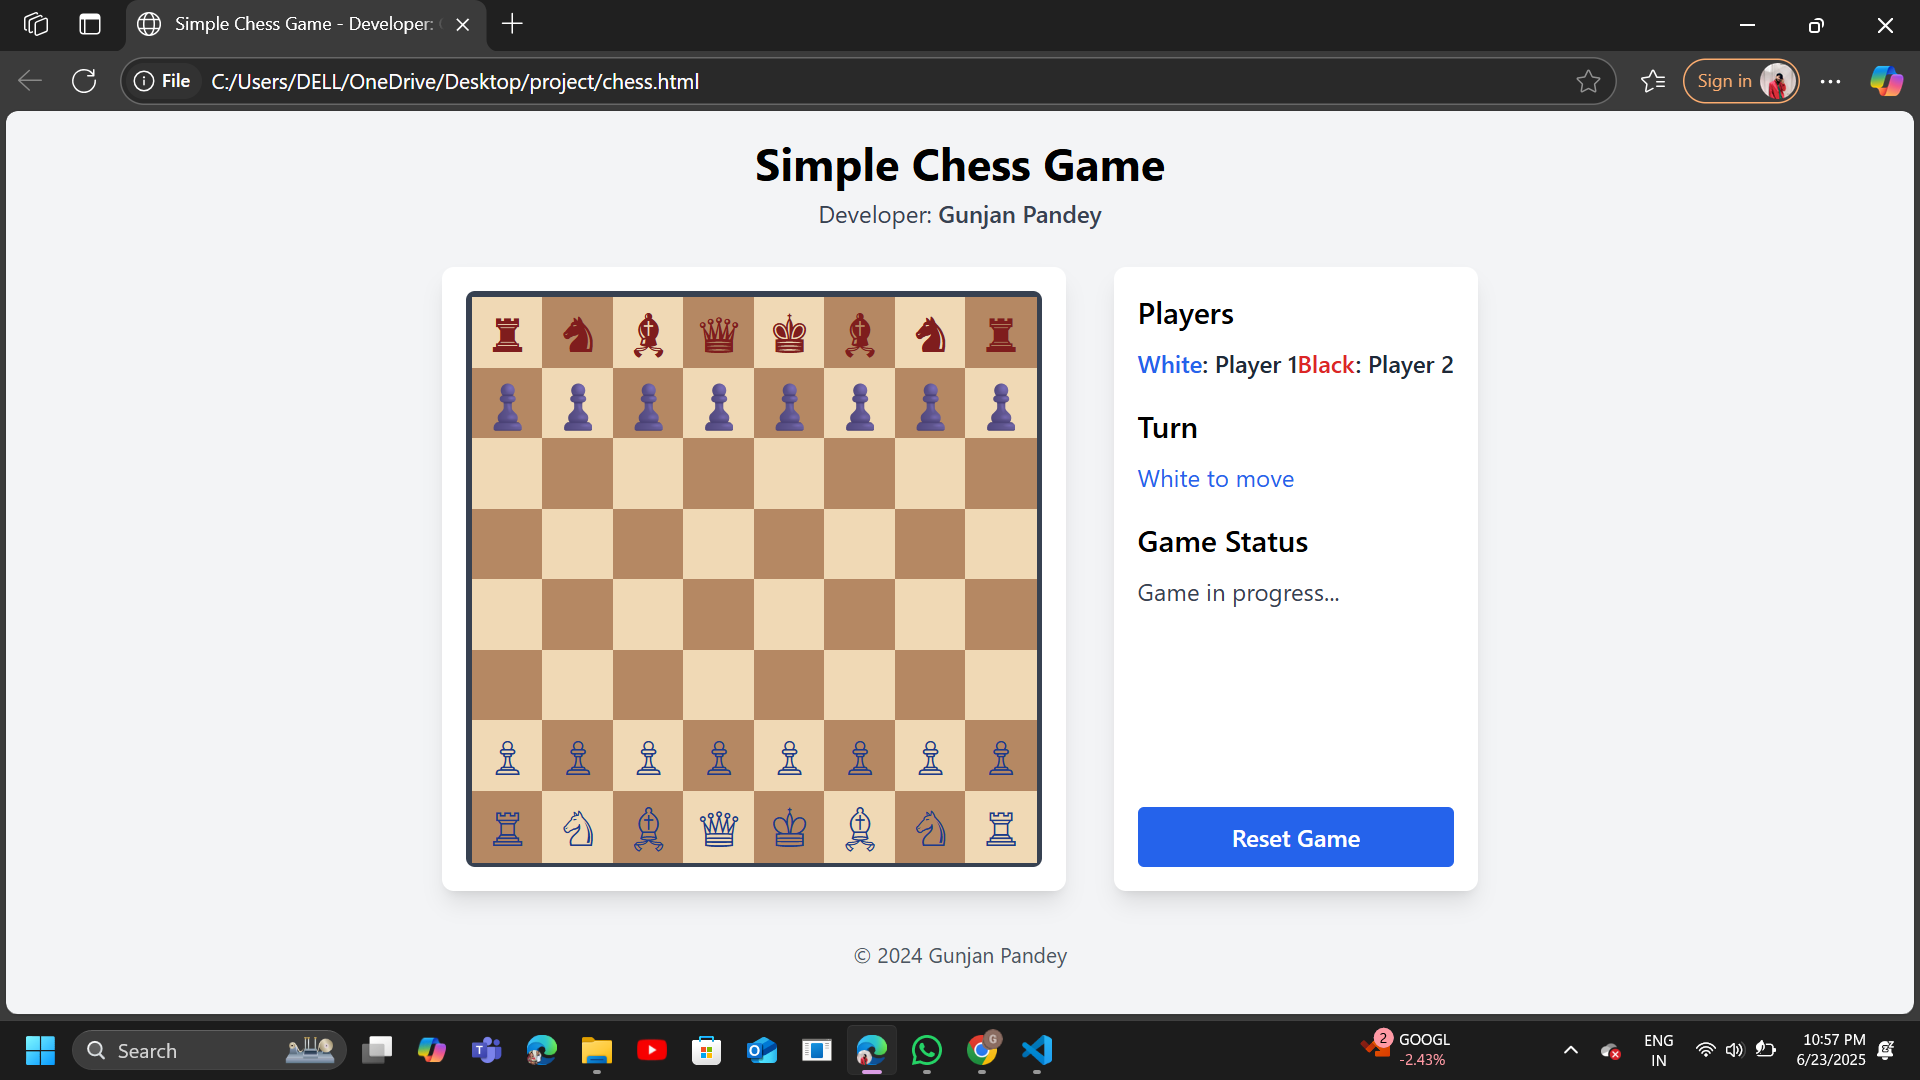 Simple Chess Game - Developer:
File
C:/Users/DELL/OneDrive/Desktop/project/chess.html
Sign in
Simple Chess Game
Developer: Gunjan Pandey
Players
White: Player 1Black: Player 2
Turn
White to move
Game Status
Game in progress...
Reset Game
© 2024 Gunjan Pandey
Search
2
GOOGL
-2.43%
G
ENG
IN
10:57 PM
6/23/2025